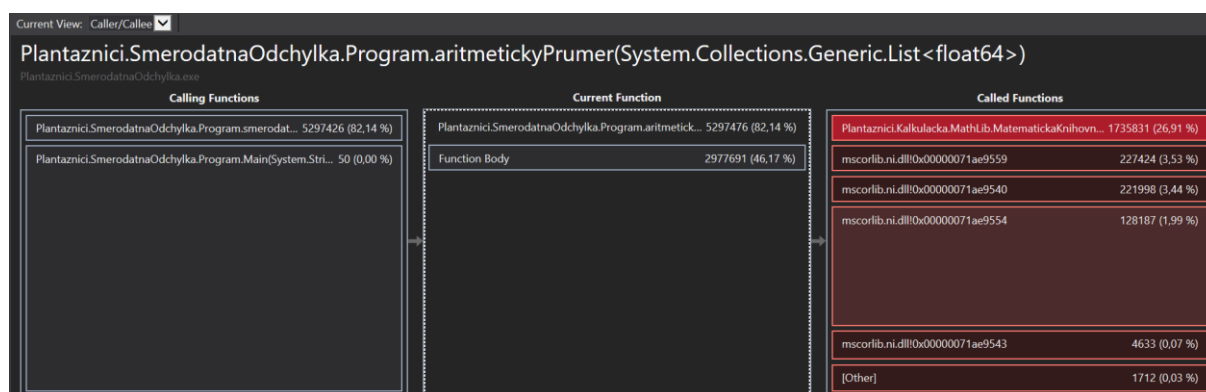 Current View: Caller/Callee
Plantaznici.SmerodatnaOdchylka.Program.aritmetickyPrumer(System.Collections.Generic.List<float64>)
Plantaznici.SmerodatnaOdchylka.exe
Calling Functions
Current Function
Called Functions
Plantaznici.SmerodatnaOdchylka.Program.smerodat... 5297426 (82,14 %)
Plantaznici.SmerodatnaOdchylka.Program.Main(System.Stri... 50 (0,00 %)
Plantaznici.SmerodatnaOdchylka.Program.aritmetick... 5297476 (82,14 %)
Function Body 2977691 (46,17 %)
Plantaznici.Kalkulacka.MathLib.MatematickaKnihovn... 1735831 (26,91 %)
mscorlib.ni.dll!0x00000071ae9559 227424 (3,53 %)
mscorlib.ni.dll!0x00000071ae9540 221998 (3,44 %)
mscorlib.ni.dll!0x00000071ae9554 128187 (1,99 %)
mscorlib.ni.dll!0x00000071ae9543 4633 (0,07 %)
[Other] 1712 (0,03 %)